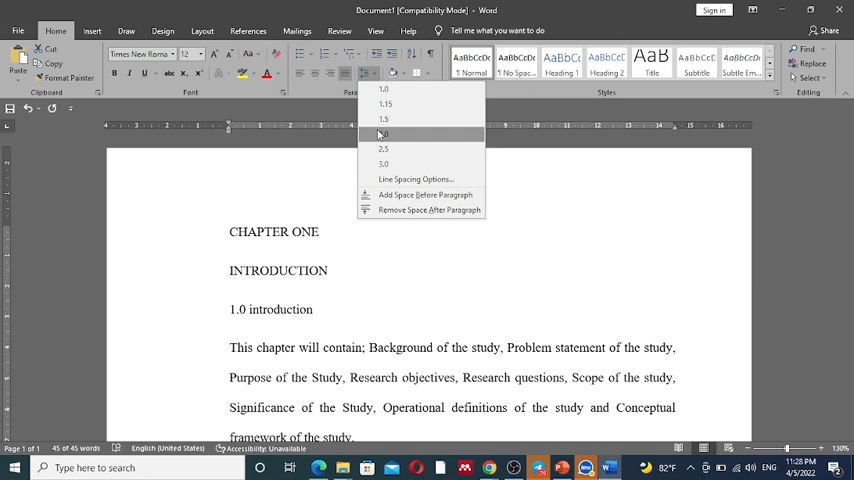 Document1 [Compatibility Mode] - Word
Sign in
File Home Insert Draw Design Layout References Mailings Review View Help Tell me what you want to do Share
Paste
Cut
Copy
Format Painter
Clipboard
Times New Roma 12 Aa
B I U abc X₂ X² A A
Font
Paragraph
AaBbCcDc AaBbCcDc AaBbCc AaBbCc AaB AaBbCcD AaBbCcDc
¶ Normal ¶ No Spac... Heading 1 Heading 2 Title Subtitle Subtle Em...
Styles
Find
Replace
Select
Editing
1.0
1.15
1.5
2.5
3.0
Line Spacing Options...
Add Space Before Paragraph
Remove Space After Paragraph
CHAPTER ONE
INTRODUCTION
1.0 introduction
This chapter will contain; Background of the study, Problem statement of the study,
Purpose of the Study, Research objectives, Research questions, Scope of the study,
Significance of the Study, Operational definitions of the study and Conceptual
framework of the study.
Page 1 of 1 45 of 45 words English (United States) Accessibility: Unavailable 130%
Type here to search
82°F ENG
11:28 PM
4/5/2022